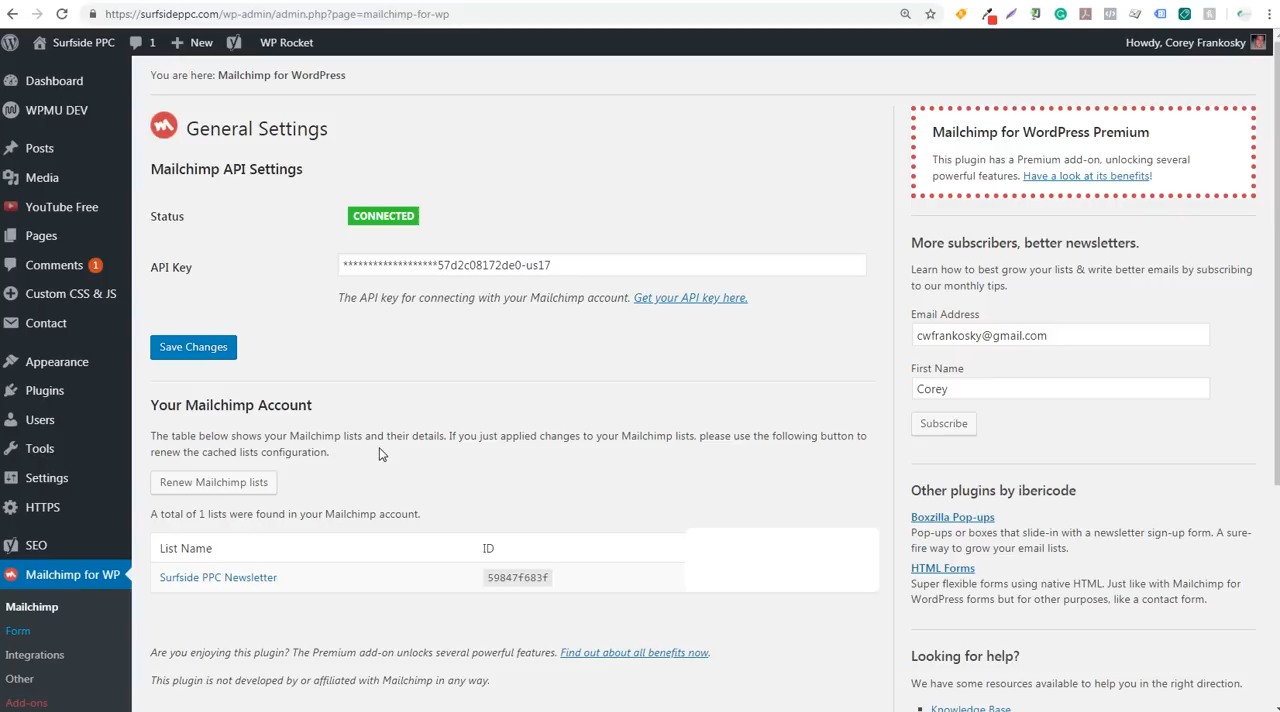 https://surfsideppc.com/wp-admin/admin.php?page=mailchimp-for-wp
Surfside PPC 1 New WP Rocket Howdy, Corey Frankosky
Dashboard
WPMU DEV
Posts
Media
YouTube Free
Pages
Comments 1
Custom CSS & JS
Contact
Appearance
Plugins
Users
Tools
Settings
HTTPS
SEO
Mailchimp for WP
Mailchimp
Form
Integrations
Other
Add-ons
You are here: Mailchimp for WordPress
General Settings
Mailchimp API Settings
Status CONNECTED
API Key *******************57d2c08172de0-us17
The API key for connecting with your Mailchimp account. Get your API key here.
Save Changes
Your Mailchimp Account
The table below shows your Mailchimp lists and their details. If you just applied changes to your Mailchimp lists, please use the following button to
renew the cached lists configuration.
Renew Mailchimp lists
A total of 1 lists were found in your Mailchimp account.
List Name ID
Surfside PPC Newsletter 59847f683f
Are you enjoying this plugin? The Premium add-on unlocks several powerful features. Find out about all benefits now.
This plugin is not developed by or affiliated with Mailchimp in any way.
Mailchimp for WordPress Premium
This plugin has a Premium add-on, unlocking several
powerful features. Have a look at its benefits!
More subscribers, better newsletters.
Learn how to best grow your lists & write better emails by subscribing
to our monthly tips.
Email Address
cwfrankosky@gmail.com
First Name
Corey
Subscribe
Other plugins by ibericode
Boxzilla Pop-ups
Pop-ups or boxes that slide-in with a newsletter sign-up form. A sure-
fire way to grow your email lists.
HTML Forms
Super flexible forms using native HTML. Just like with Mailchimp for
WordPress forms but for other purposes, like a contact form.
Looking for help?
We have some resources available to help you in the right direction.
Knowledge Base